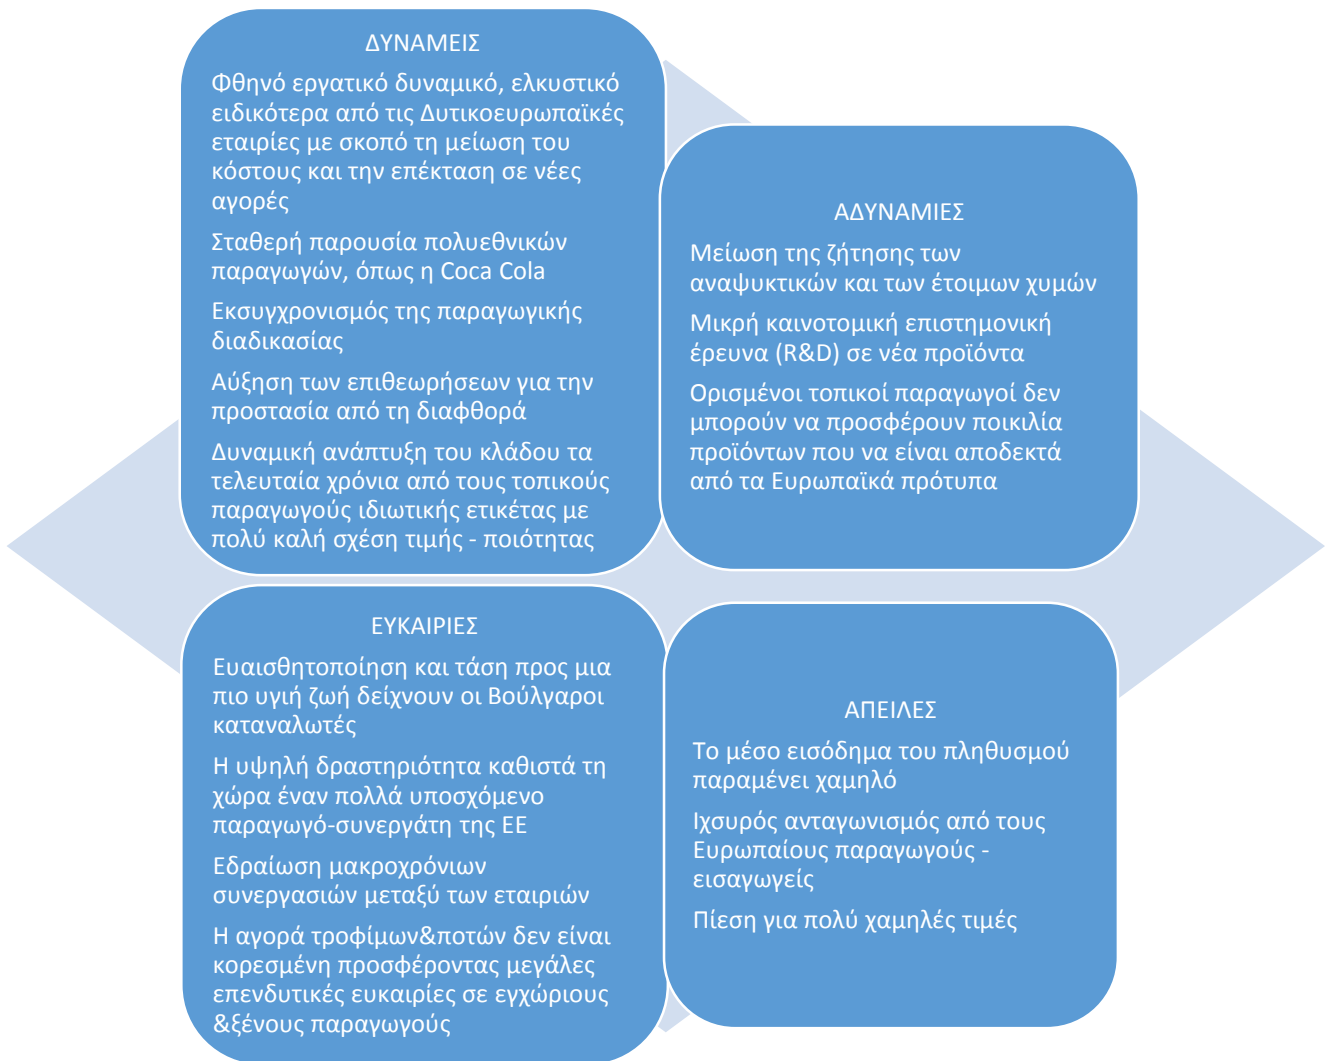 ΔΥΝΑΜΕΙΣ
Φθηνό εργατικό δυναμικό, ελκυστικό
ειδικότερα από τις Δυτικοευρωπαϊκές
εταιρίες με σκοπό τη μείωση του
κόστους και την επέκταση σε νέες
αγορές
Σταθερή παρουσία πολυεθνικών
παραγωγών, όπως η Coca Cola
Εκσυγχρονισμός της παραγωγικής
διαδικασίας
Αύξηση των επιθεωρήσεων για την
προστασία από τη διαφθορά
Δυναμική ανάπτυξη του κλάδου τα
τελευταία χρόνια από τους τοπικούς
παραγωγούς ιδιωτικής ετικέτας με
πολύ καλή σχέση τιμής - ποιότητας
ΑΔΥΝΑΜΙΕΣ
Μείωση της ζήτησης των
αναψυκτικών και των έτοιμων χυμών
Μικρή καινοτομική επιστημονική
έρευνα (R&D) σε νέα προϊόντα
Ορισμένοι τοπικοί παραγωγοί δεν
μπορούν να προσφέρουν ποικιλία
προϊόντων που να είναι αποδεκτά
από τα Ευρωπαϊκά πρότυπα
ΕΥΚΑΙΡΙΕΣ
Ευαισθητοποίηση και τάση προς μια
πιο υγιή ζωή δείχνουν οι Βούλγαροι
καταναλωτές
Η υψηλή δραστηριότητα καθιστά τη
χώρα έναν πολλά υποσχόμενο
παραγωγό-συνεργάτη της ΕΕ
Εδραίωση μακροχρόνιων
συνεργασιών μεταξύ των εταιριών
Η αγορά τροφίμων&ποτών δεν είναι
κορεσμένη προσφέροντας μεγάλες
επενδυτικές ευκαιρίες σε εγχώριους
&ξένους παραγωγούς
ΑΠΕΙΛΕΣ
Το μέσο εισόδημα του πληθυσμού
παραμένει χαμηλό
Ιχσυρός ανταγωνισμός από τους
Ευρωπαίους παραγωγούς -
εισαγωγείς
Πίεση για πολύ χαμηλές τιμές